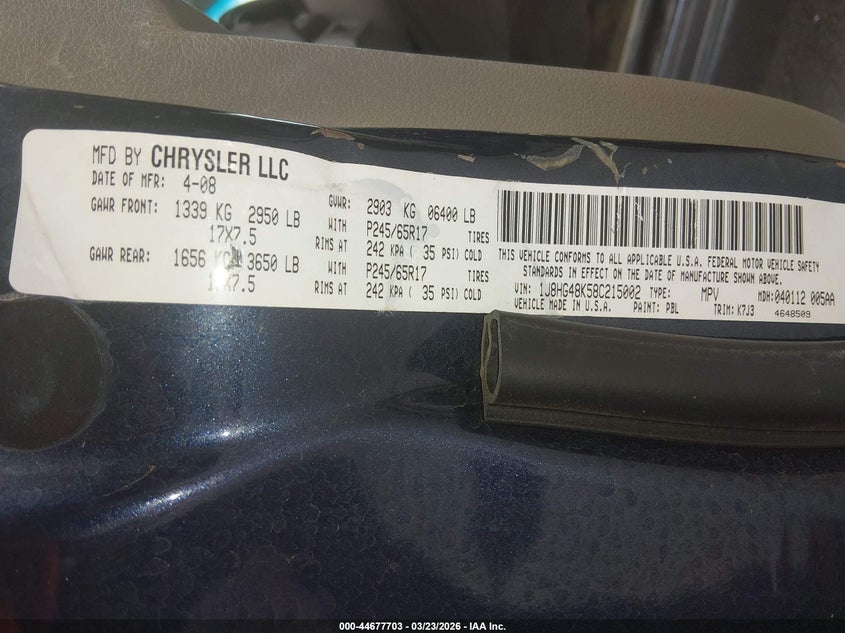 MFD BY CHRYSLER LLC
DATE OF MFR: 4-08
GAWR FRONT: 1339 KG 2950 LB
17X7.5
GAWR REAR: 1656 KG 3650 LB
X7.5
GVWR: 2903 KG 06400 LB
WITH P245/65R17 TIRES
RIMS AT 242 KPA ( 35 PSI) COLD
WITH P245/65R17 TIRES
RIMS AT 242 KPA ( 35 PSI) COLD
THIS VEHICLE CONFORMS TO ALL APPLICABLE U.S.A. FEDERAL MOTOR VEHICLE SAFETY
STANDARDS IN EFFECT ON THE DATE OF MANUFACTURE SHOWN ABOVE.
VIN: 1J8HG48K58C215002 TYPE: MPV MDH:040112 005AA
VEHICLE MADE IN U.S.A. PAINT: PBL TRIM: K7J3
4648509
000-44677703 - 03/23/2026 - IAA Inc.